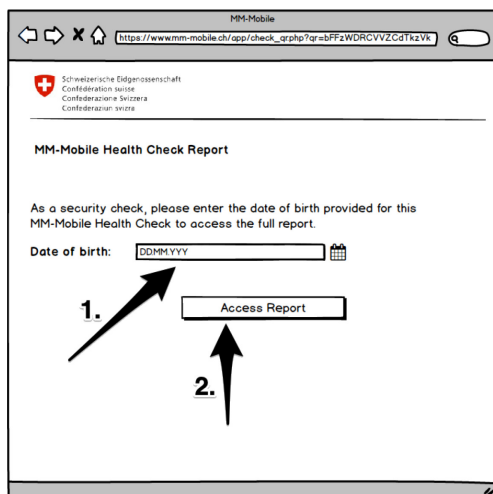 MM-Mobile
https://www.mm-mobile.ch/app/check_qr.php?qr=bFFzWDRCVVZCdTkzVk
Schweizerische Eidgenossenschaft
Confédération suisse
Confederazione Svizzera
Confederaziun svizra
MM-Mobile Health Check Report
As a security check, please enter the date of birth provided for this
MM-Mobile Health Check to access the full report.
Date of birth: DD.MM.YYY
1.
Access Report
2.